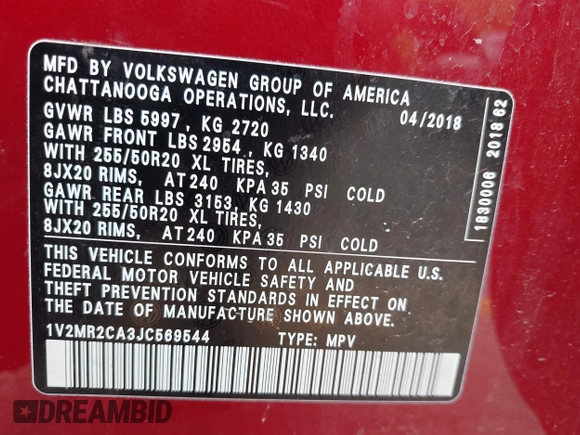 MFD BY VOLKSWAGEN GROUP OF AMERICA
CHATTANOOGA OPERATIONS, LLC.
04/2018
GVWR LBS 5997 , KG 2720
GAWR FRONT LBS 2954 , KG 1340
WITH 255/50R20 XL TIRES,
8JX20 RIMS, AT 240 KPA 35 PSI COLD
GAWR REAR LBS 3153, KG 1430
WITH 255/50R20 XL TIRES,
8JX20 RIMS, AT 240 KPA 35 PSI COLD
THIS VEHICLE CONFORMS TO ALL APPLICABLE U.S.
FEDERAL MOTOR VEHICLE SAFETY AND
THEFT PREVENTION STANDARDS IN EFFECT ON
THE DATE OF MANUFACTURE SHOWN ABOVE.
1V2MR2CA3JC569544 TYPE: MPV
1830006 2018 62
DREAMBID